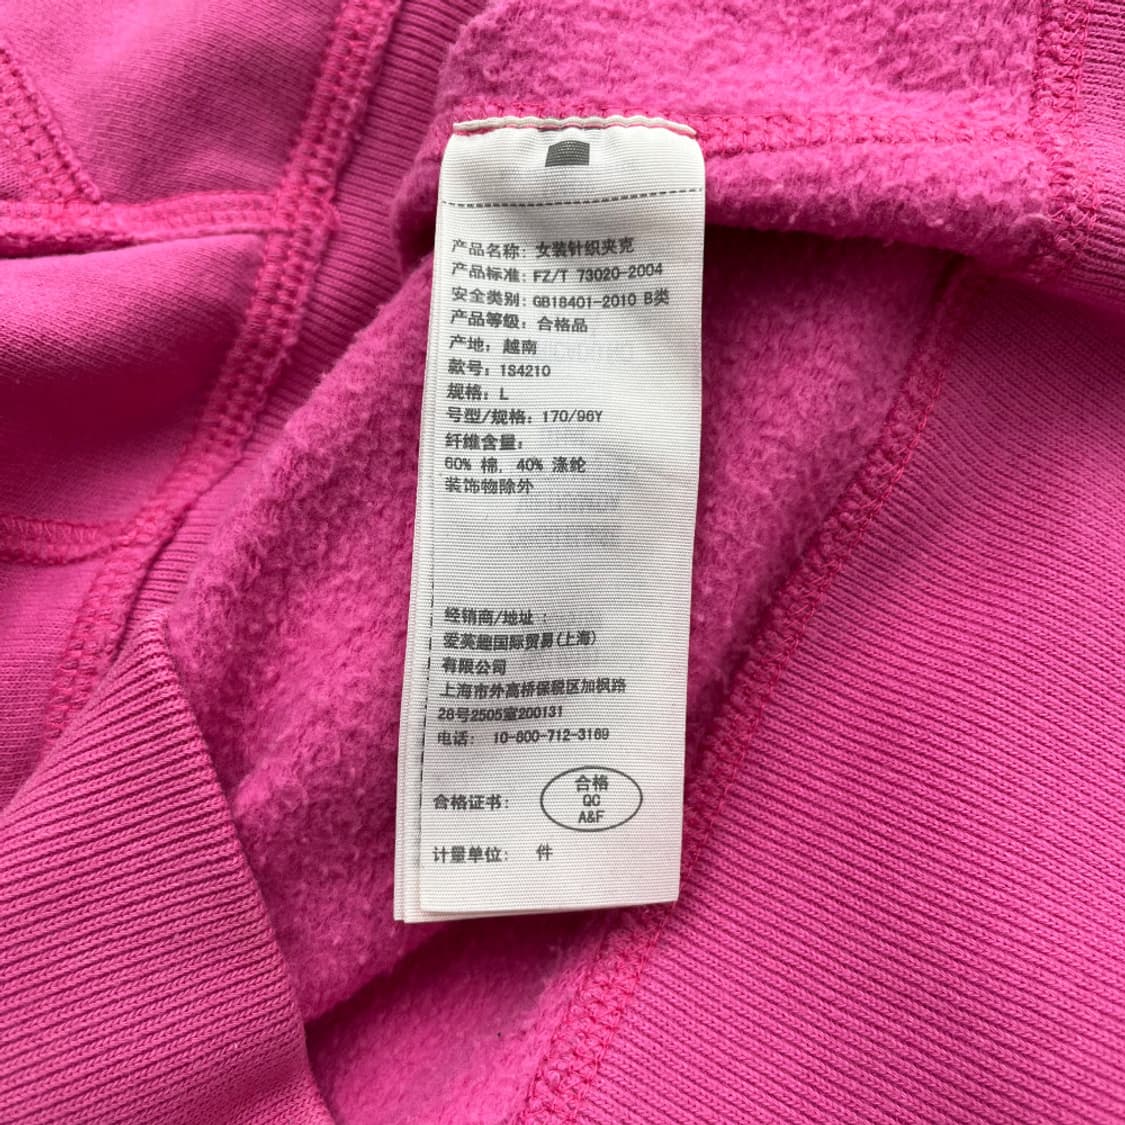 产品名称: 女装针织夹克
产品标准: FZ/T 73020-2004
安全类别: GB18401-2010 B类
产品等级: 合格品
产地: 越南
款号: 1S4210
规格: L
号型/规格: 170/96Y
纤维含量:
60% 棉, 40% 涤纶
装饰物除外
经销商/地址 :
爱芙趣国际贸易(上海)
有限公司
上海市外高桥保税区加枫路
26号2505室200131
电话: 10-800-712-3169
合格
QC
合格证书:
A&F
计量单位: 件